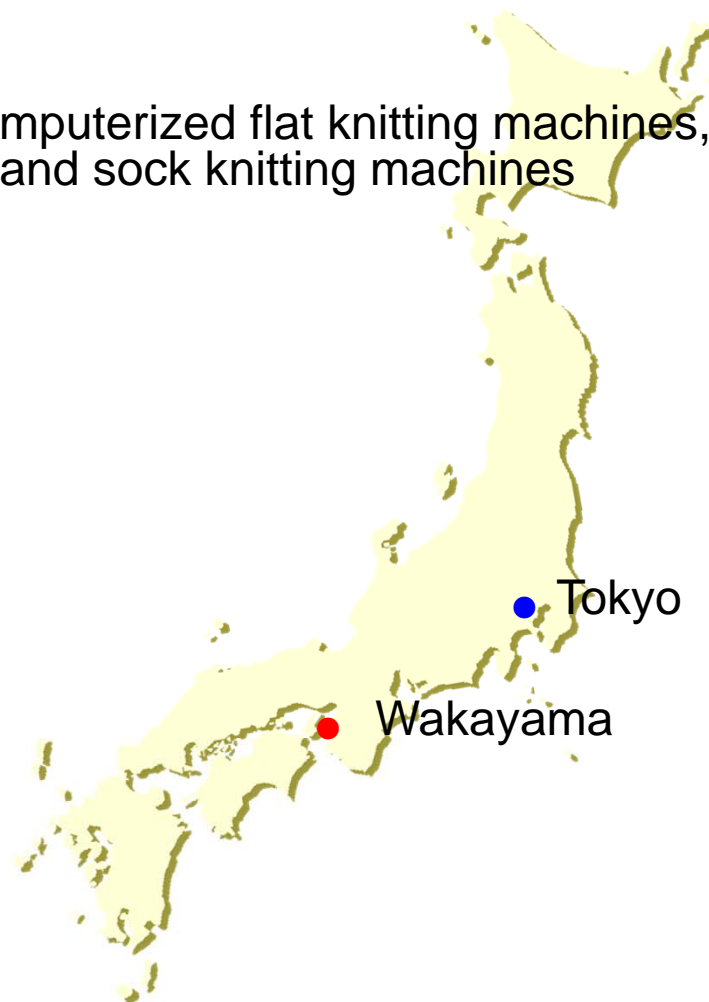 mputerized flat knitting machines,
and sock knitting machines
Tokyo
Wakayama